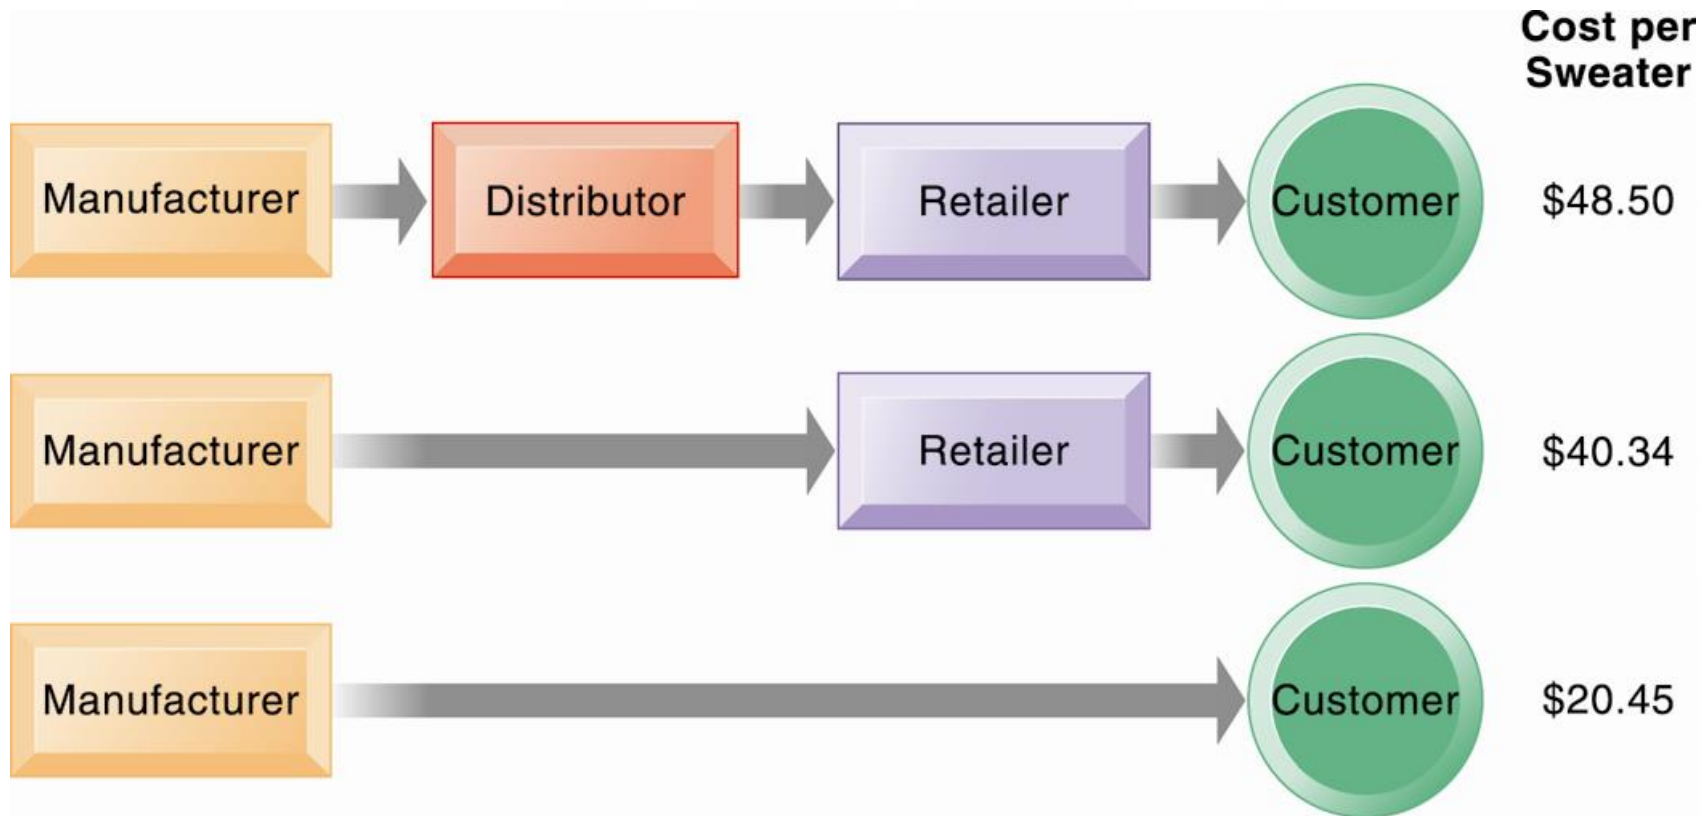 Cost per
Sweater
Manufacturer Distributor Retailer Customer $48.50
Manufacturer Retailer Customer $40.34
Manufacturer Customer $20.45